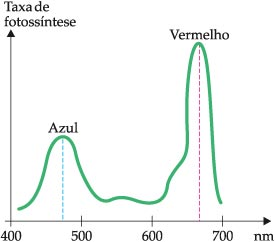 Taxa de
fotossíntese
Vermelho
Azul
400 500 600 700 nm